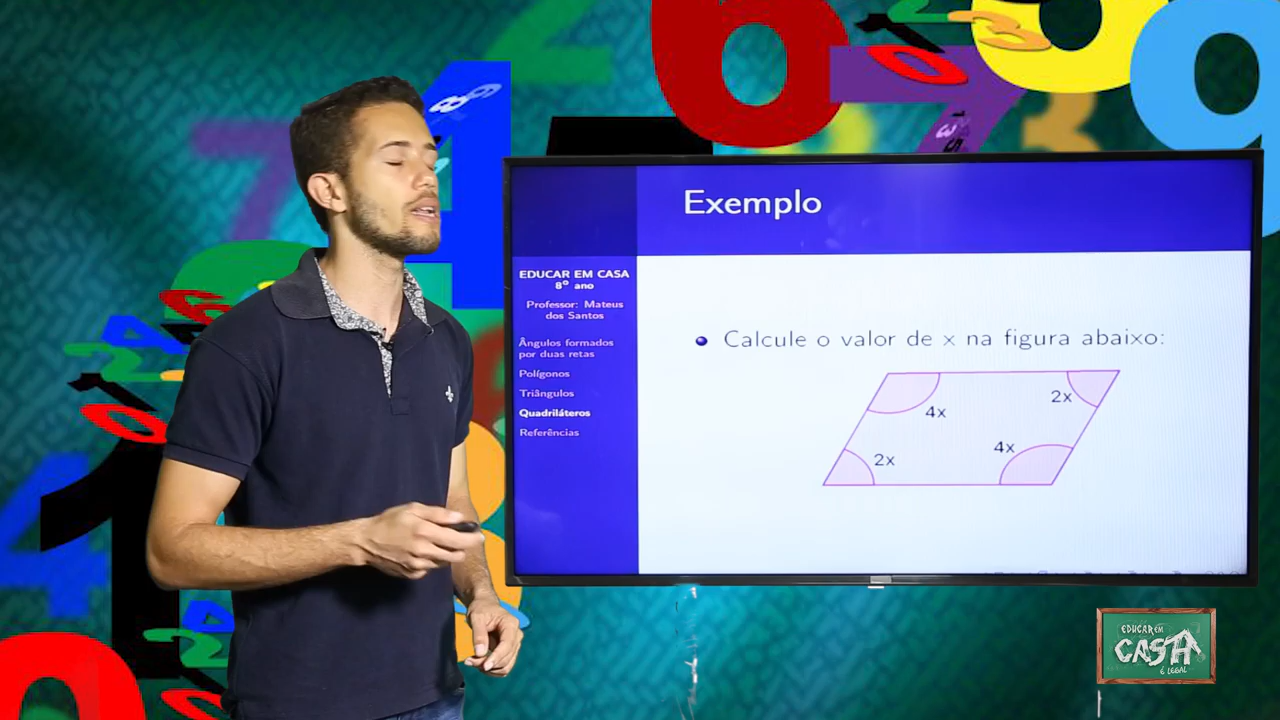 Exemplo
EDUCAR EM CASA
8º ano
Professor: Mateus
dos Santos
Ângulos formados
por duas retas
Polígonos
Triângulos
Quadriláteros
Referências
Calcule o valor de x na figura abaixo:
4x
2x
2x
4x
EDUCAR EM
CASA
É LEGAL